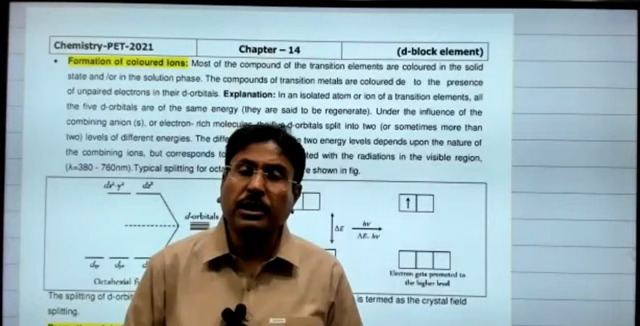 Chemistry-PET-2021 Chapter – 14 (d-block element)
• Formation of coloured ions: Most of the compound of the transition elements are coloured in the solid
state and /or in the solution phase. The compounds of transition metals are coloured de to the presence
of unpaired electrons in their d-orbitals. Explanation: In an isolated atom or ion of a transition elements, all
the five d-orbitals are of the same energy (they are said to be regenerate). Under the influence of the
combining anion (s), or electron- rich molecules d-orbitals split into two (or sometimes more than
two) levels of different energies. The two energy levels depends upon the nature of
the combining ions, but corresponds to ted with the radiations in the visible region,
(λ=380 - 760nm).Typical splitting for octa e shown in fig.
dx²-y² dz²
d-orbitals
ΔE hν
ΔE. hν
↑
dxy dyz
Octahedral
Electron gets promoted to
the higher level
The splitting of d-orbit is termed as the crystal field
splitting.